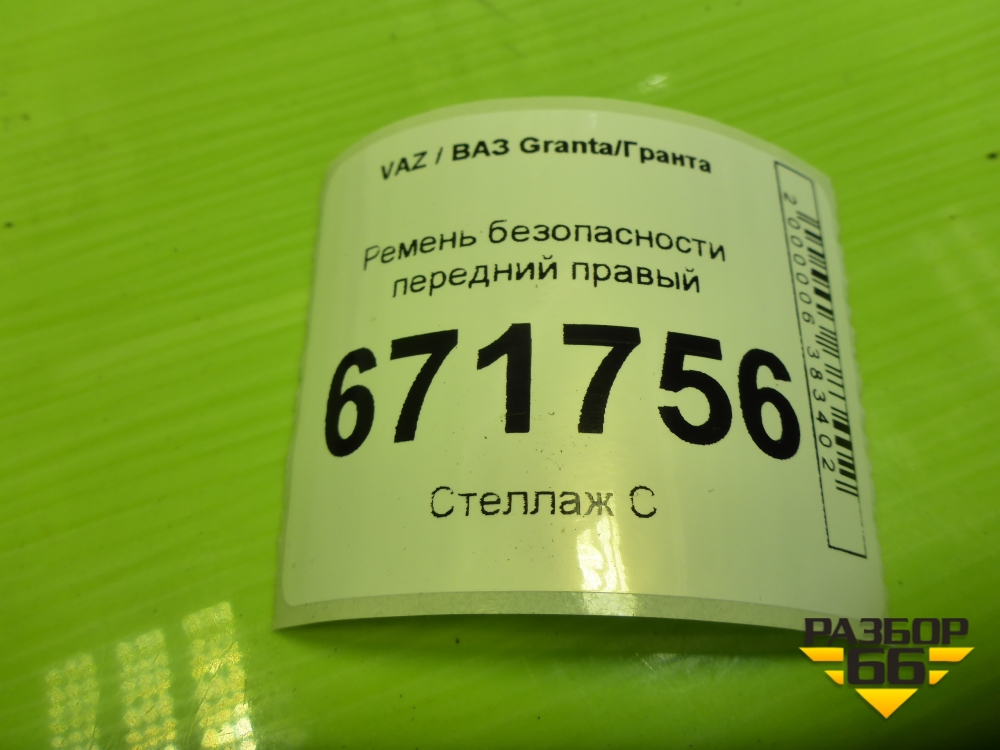 VAZ / ВАЗ Granta/Гранта
Ремень безопасности
передний правый
671756
Стеллаж С
2000006383402
РАЗБОР
66